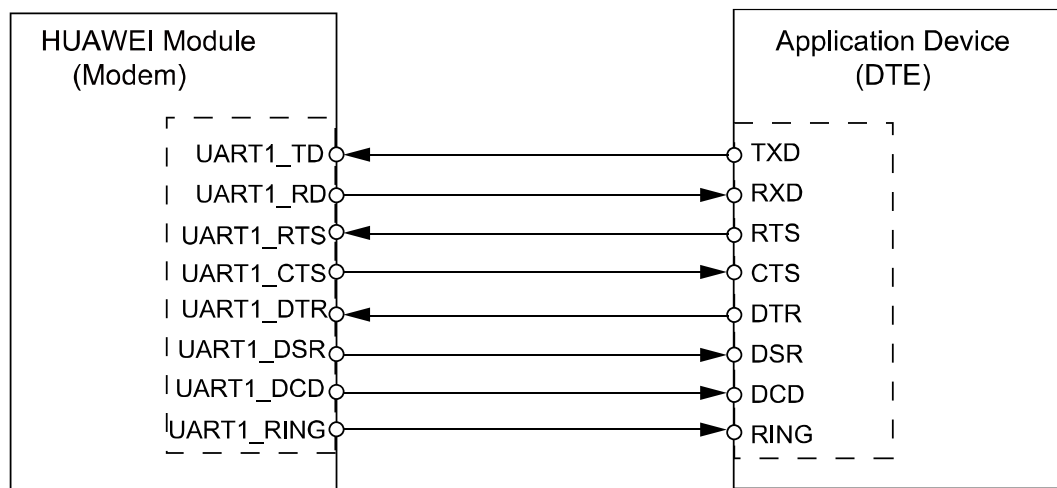 HUAWEI Module
(Modem)
UART1_TD
UART1_RD
UART1_RTS
UART1_CTS
UART1_DTR
UART1_DSR
UART1_DCD
UART1_RING
Application Device
(DTE)
TXD
RXD
RTS
CTS
DTR
DSR
DCD
RING